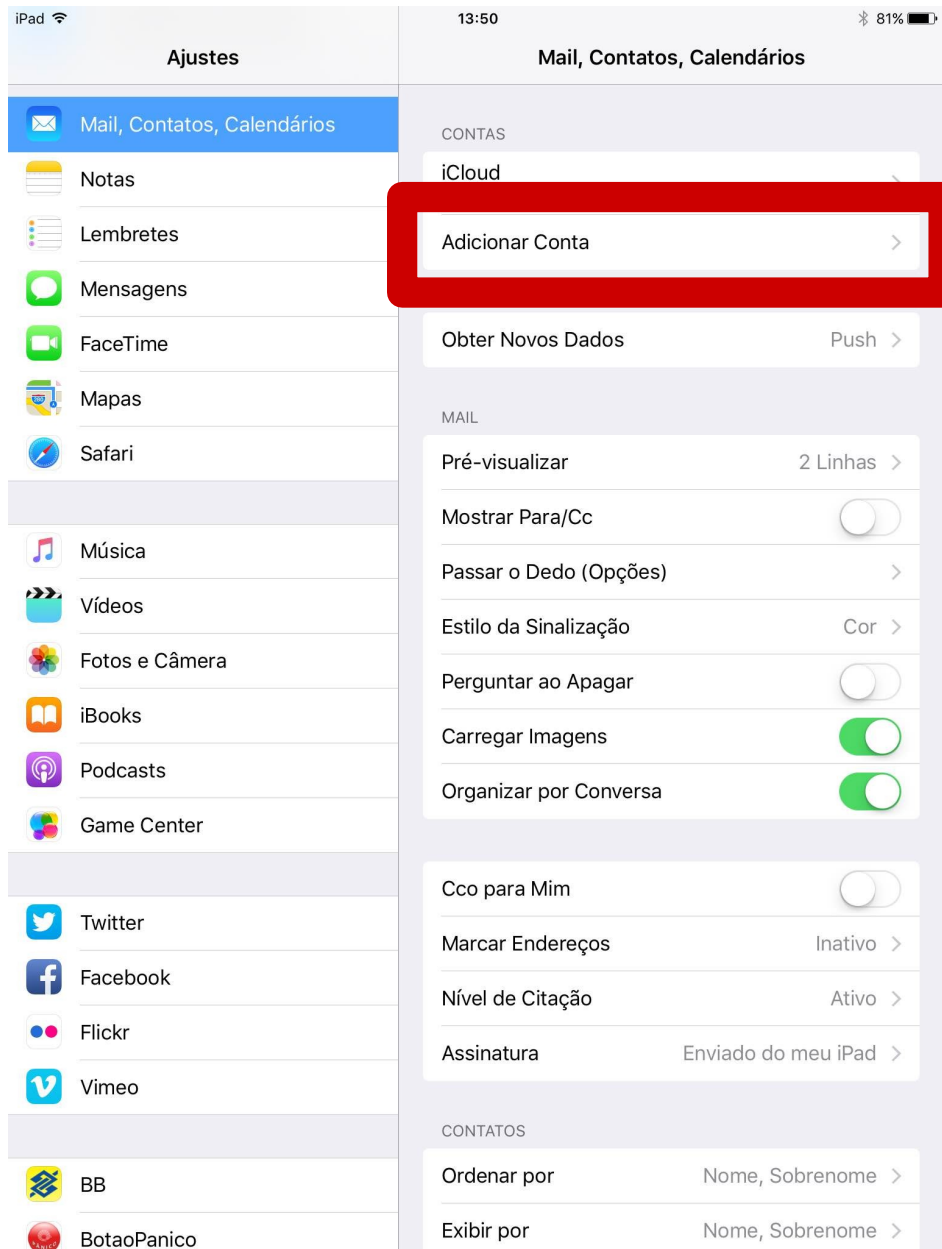 iPad 13:50 81%
Ajustes
Mail, Contatos, Calendários
Notas
Lembretes
Mensagens
FaceTime
Mapas
Safari
Música
Vídeos
Fotos e Câmera
iBooks
Podcasts
Game Center
Twitter
Facebook
Flickr
Vimeo
BB
BotaoPanico
Mail, Contatos, Calendários
CONTAS
iCloud
Adicionar Conta
Obter Novos Dados Push
MAIL
Pré-visualizar 2 Linhas
Mostrar Para/Cc
Passar o Dedo (Opções)
Estilo da Sinalização Cor
Perguntar ao Apagar
Carregar Imagens
Organizar por Conversa
Cco para Mim
Marcar Endereços Inativo
Nível de Citação Ativo
Assinatura Enviado do meu iPad
CONTATOS
Ordenar por Nome, Sobrenome
Exibir por Nome, Sobrenome